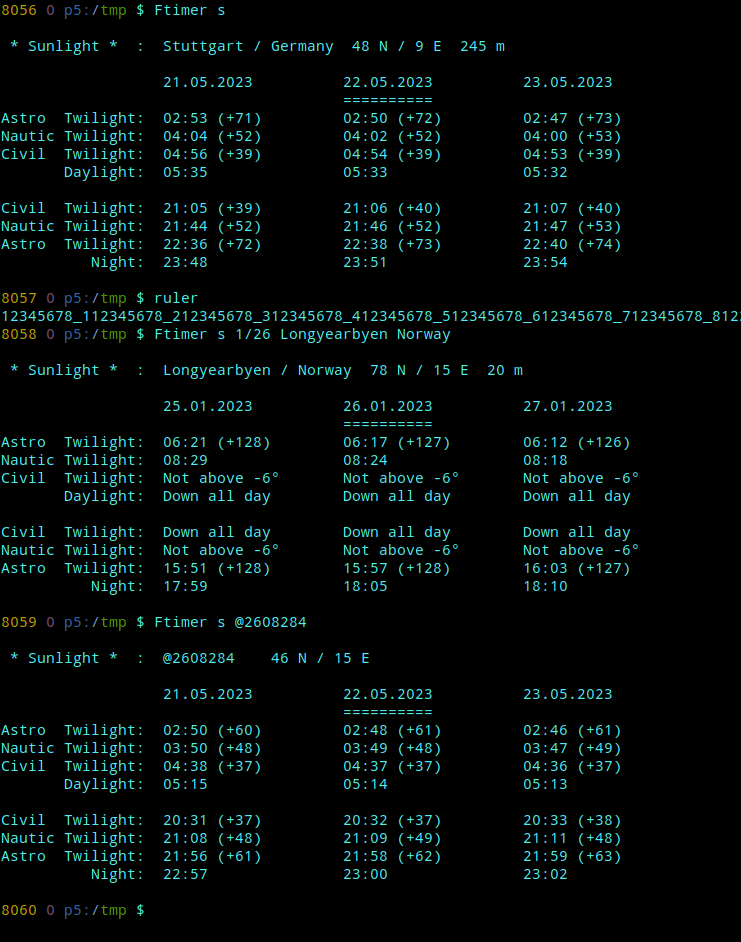 8056 0 p5:/tmp $ Ftimer s
* Sunlight *  :  Stuttgart / Germany  48 N / 9 E  245 m
21.05.2023          22.05.2023          23.05.2023
==========
Astro  Twilight:  02:53 (+71)         02:50 (+72)         02:47 (+73)
Nautic Twilight:  04:04 (+52)         04:02 (+52)         04:00 (+53)
Civil  Twilight:  04:56 (+39)         04:54 (+39)         04:53 (+39)
Daylight:  05:35               05:33               05:32
Civil  Twilight:  21:05 (+39)         21:06 (+40)         21:07 (+40)
Nautic Twilight:  21:44 (+52)         21:46 (+52)         21:47 (+53)
Astro  Twilight:  22:36 (+72)         22:38 (+73)         22:40 (+74)
Night:  23:48               23:51               23:54
8057 0 p5:/tmp $ ruler
12345678_112345678_212345678_312345678_412345678_512345678_612345678_712345678_812
8058 0 p5:/tmp $ Ftimer s 1/26 Longyearbyen Norway
* Sunlight *  :  Longyearbyen / Norway  78 N / 15 E  20 m
25.01.2023          26.01.2023          27.01.2023
==========
Astro  Twilight:  06:21 (+128)        06:17 (+127)        06:12 (+126)
Nautic Twilight:  08:29               08:24               08:18
Civil  Twilight:  Not above -6°       Not above -6°       Not above -6°
Daylight:  Down all day        Down all day        Down all day
Civil  Twilight:  Down all day        Down all day        Down all day
Nautic Twilight:  Not above -6°       Not above -6°       Not above -6°
Astro  Twilight:  15:51 (+128)        15:57 (+128)        16:03 (+127)
Night:  17:59               18:05               18:10
8059 0 p5:/tmp $ Ftimer s @2608284
* Sunlight *  :  @2608284    46 N / 15 E
21.05.2023          22.05.2023          23.05.2023
==========
Astro  Twilight:  02:50 (+60)         02:48 (+61)         02:46 (+61)
Nautic Twilight:  03:50 (+48)         03:49 (+48)         03:47 (+49)
Civil  Twilight:  04:38 (+37)         04:37 (+37)         04:36 (+37)
Daylight:  05:15               05:14               05:13
Civil  Twilight:  20:31 (+37)         20:32 (+37)         20:33 (+38)
Nautic Twilight:  21:08 (+48)         21:09 (+49)         21:11 (+48)
Astro  Twilight:  21:56 (+61)         21:58 (+62)         21:59 (+63)
Night:  22:57               23:00               23:02
8060 0 p5:/tmp $